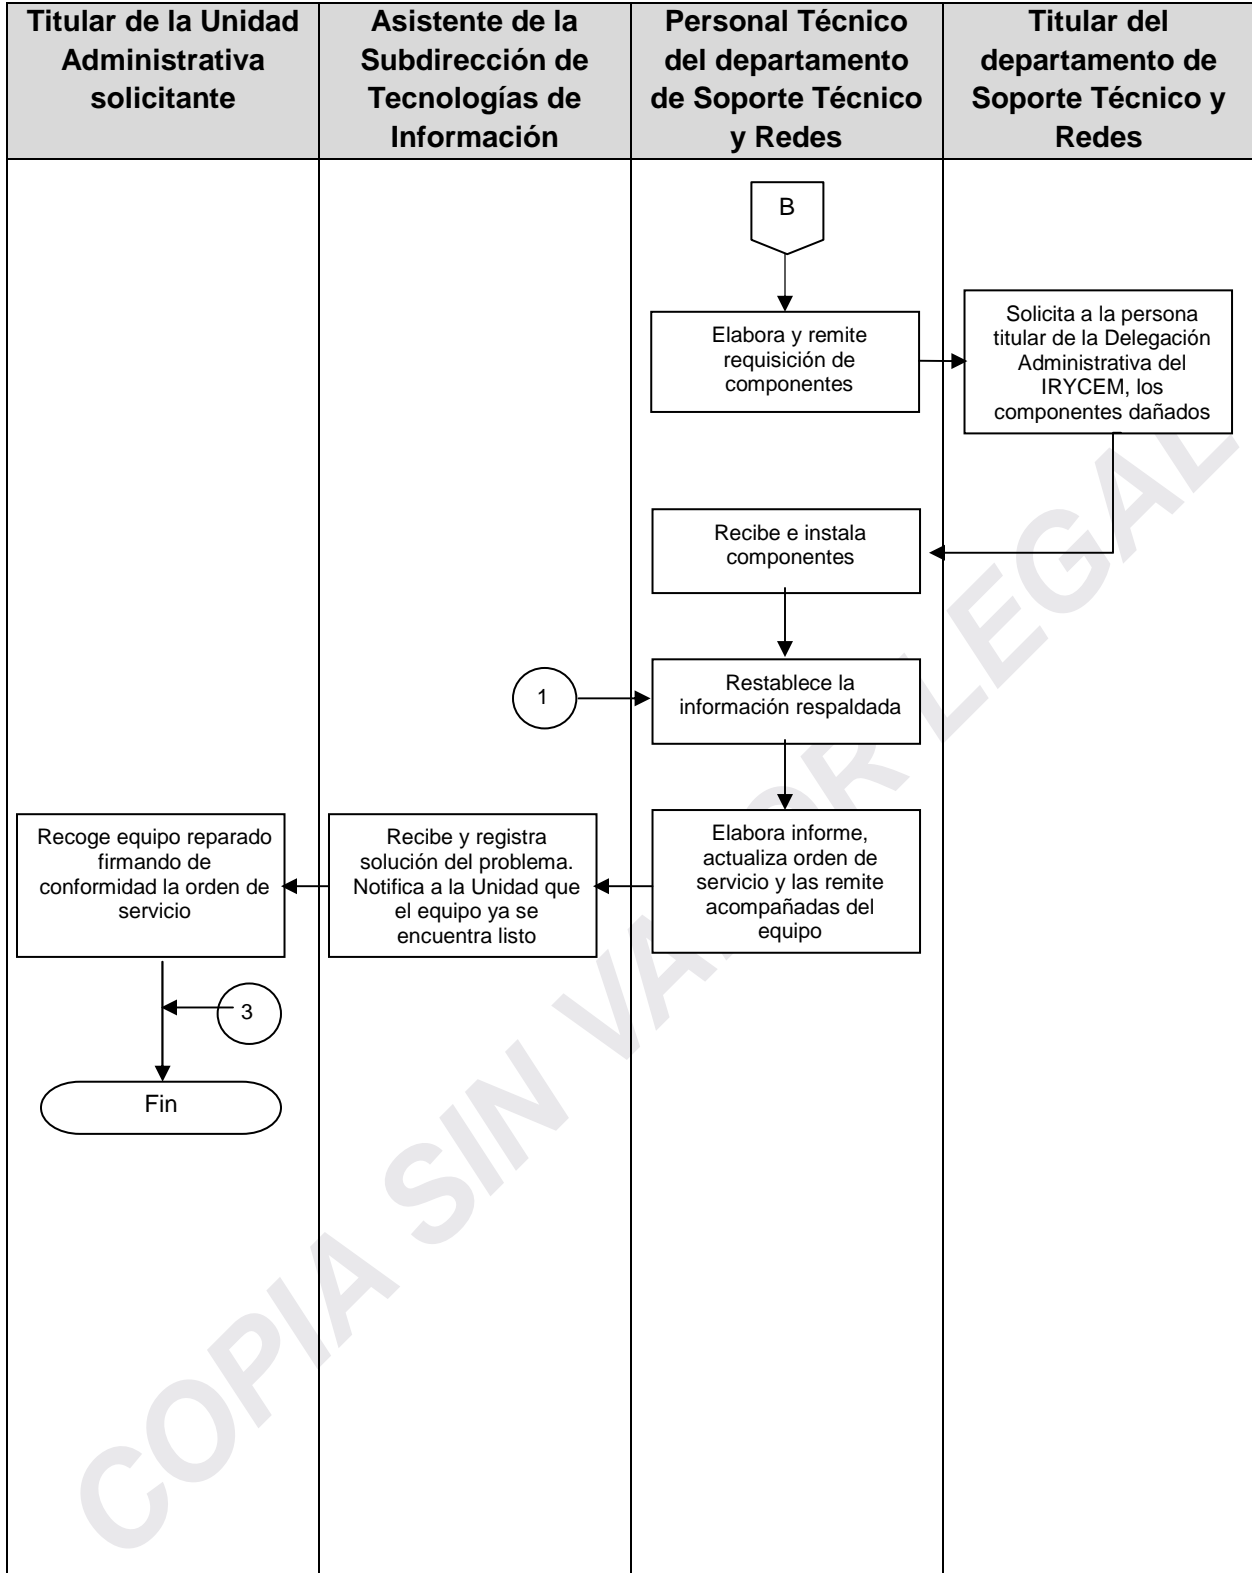 Titular de la Unidad
Administrativa
solicitante
Asistente de la
Subdirección de
Tecnologías de
Información
Personal Técnico
del departamento
de Soporte Técnico
y Redes
Titular del
departamento de
Soporte Técnico y
Redes
B
Elabora y remite
requisición de
componentes
Solicita a la persona
titular de la Delegación
Administrativa del
IRYCEM, los
componentes dañados
Recibe e instala
componentes
1
Restablece la
información respaldada
Elabora informe,
actualiza orden de
servicio y las remite
acompañadas del
equipo
Recibe y registra
solución del problema.
Notifica a la Unidad que
el equipo ya se
encuentra listo
Recoge equipo reparado
firmando de
conformidad la orden de
servicio
3
Fin
COPIA SIN VALOR LEGAL